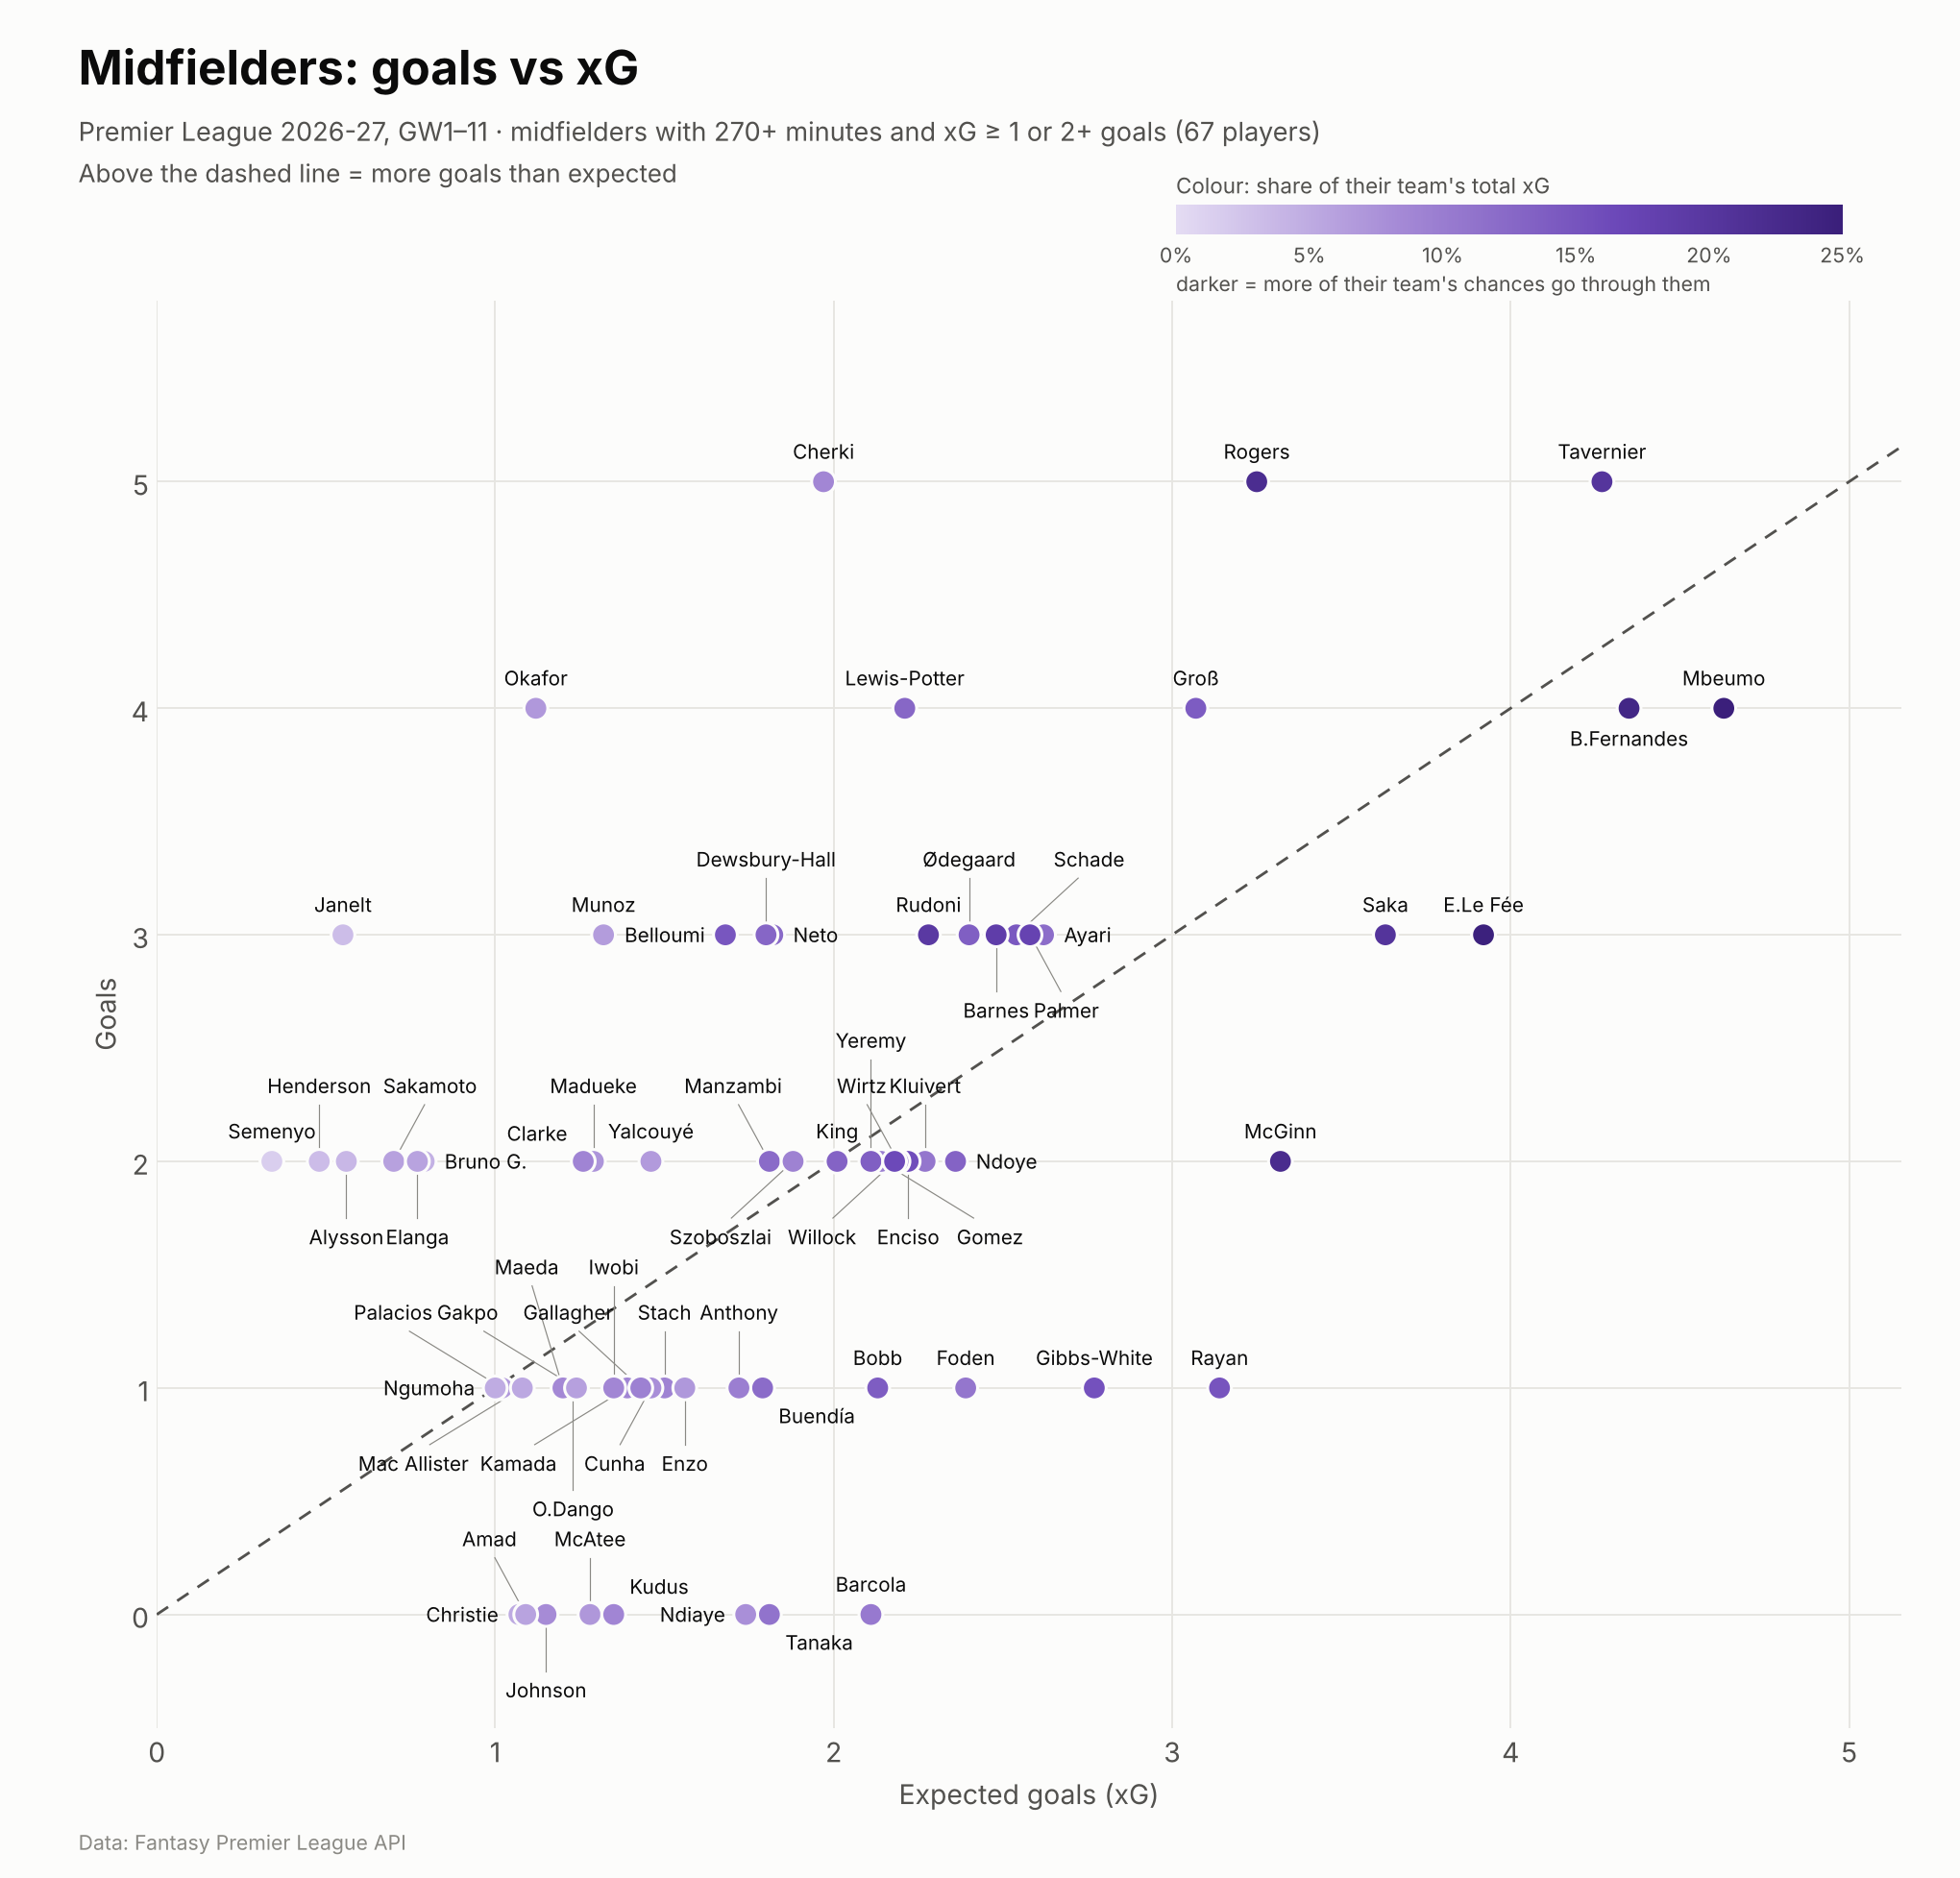 Midfielders: goals vs xG
Premier League 2026-27, GW1–11 · midfielders with 270+ minutes and xG ≥ 1 or 2+ goals (67 players)
Above the dashed line = more goals than expected
Colour: share of their team's total xG
0% 5% 10% 15% 20% 25%
darker = more of their team's chances go through them
Cherki Rogers Tavernier
5
Okafor Lewis-Potter Groß Mbeumo
4
B.Fernandes
Dewsbury-Hall Ødegaard Schade
Janelt Munoz Rudoni Saka E.Le Fée
3 Belloumi Neto Ayari
Goals
Barnes Palmer
Yeremy
Henderson Sakamoto Madueke Manzambi Wirtz Kluivert
Semenyo Clarke Yalcouyé King McGinn
2 Bruno G. Ndoye
Alysson Elanga Szoboszlai Willock Enciso Gomez
Maeda Iwobi
Palacios Gakpo Gallagher Stach Anthony
Bobb Foden Gibbs-White Rayan
1 Ngumoha
Buendía
Mac Allister Kamada Cunha Enzo
O.Dango
Amad McAtee
Kudus Barcola
0 Christie Ndiaye
Tanaka
Johnson
0 1 2 3 4 5
Expected goals (xG)
Data: Fantasy Premier League API